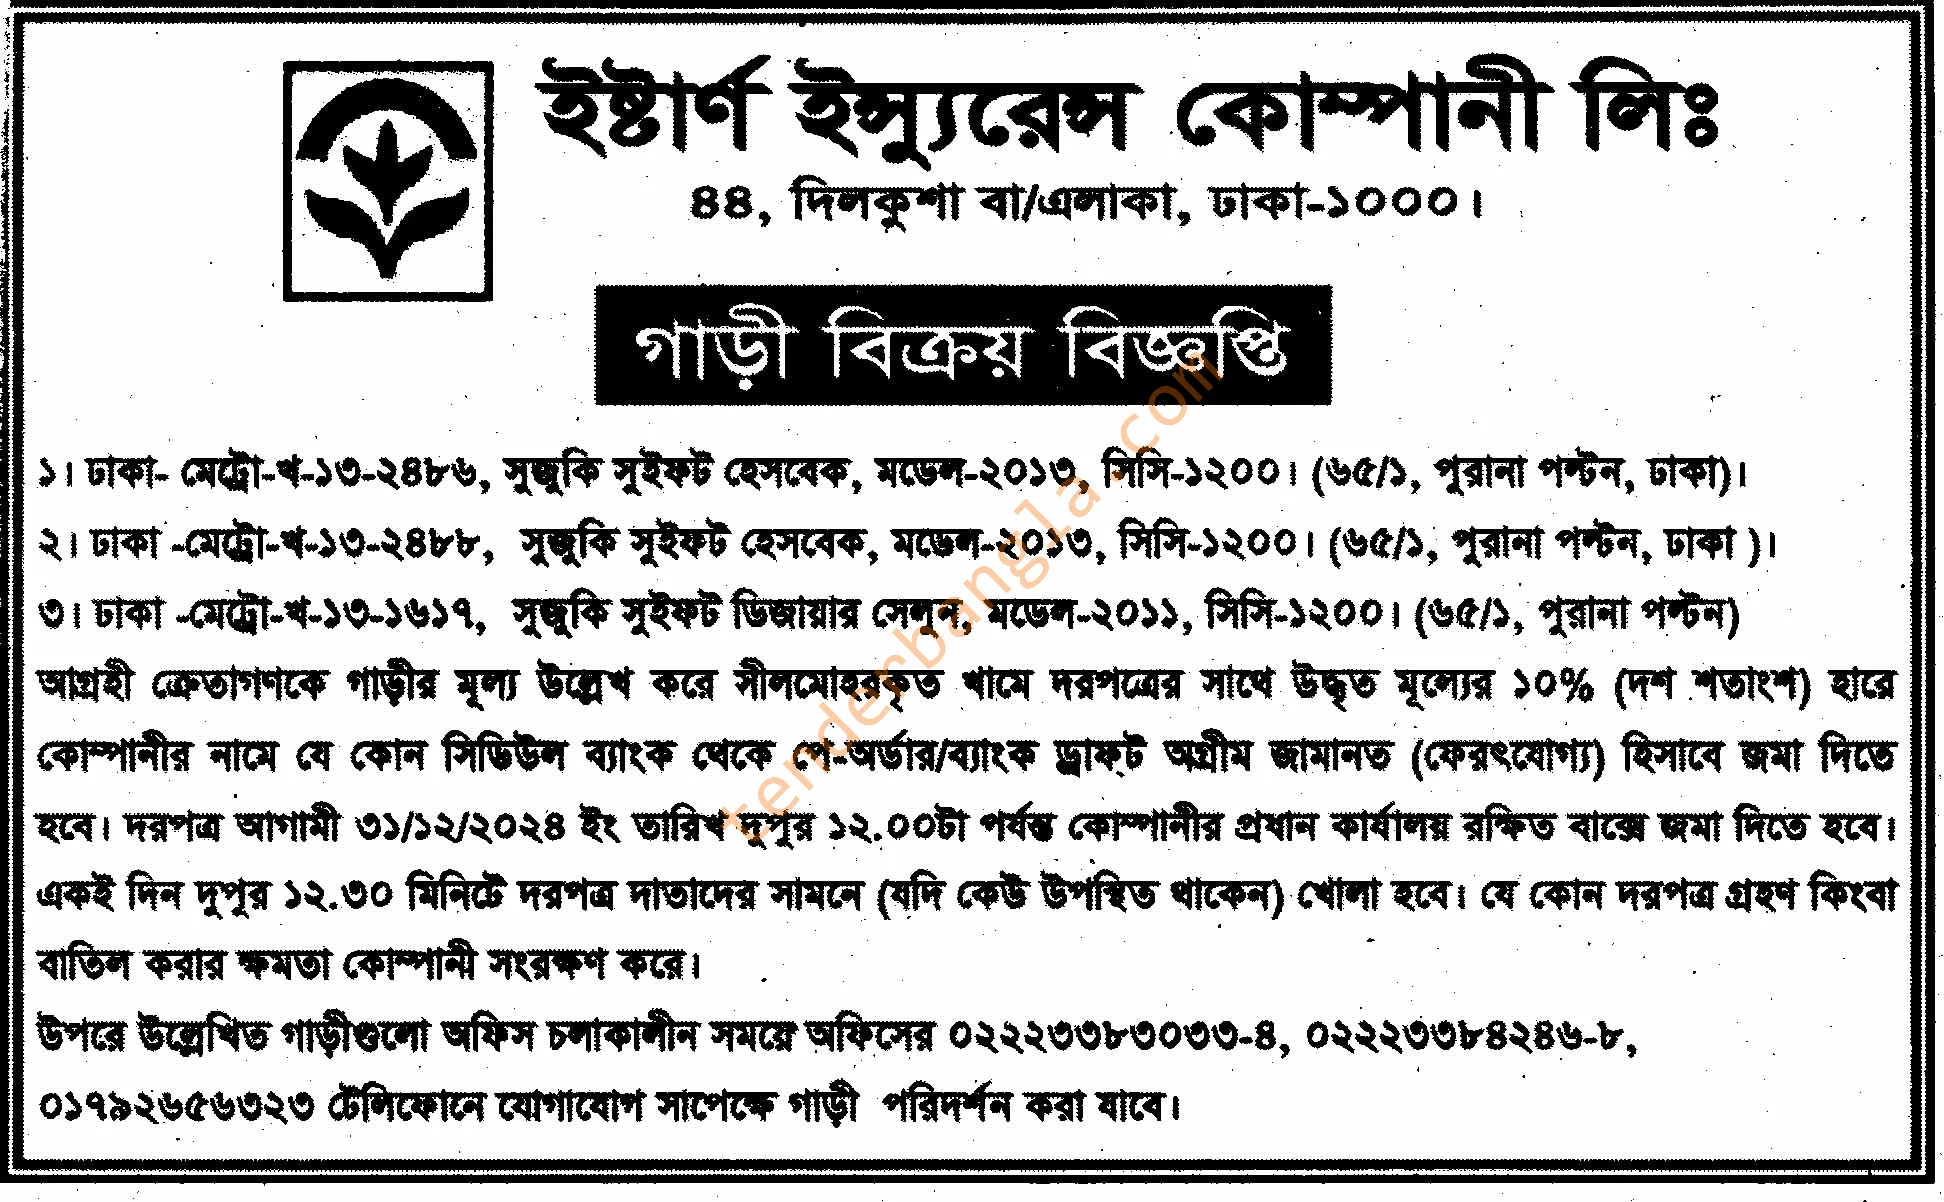 ইষ্টার্ণ ইন্স্যুরেন্স কোম্পানী লিঃ
৪৪, দিলকুশা বা/এলাকা, ঢাকা-১০০০।
গাড়ী বিক্রয় বিজ্ঞপ্তি
১। ঢাকা- মেট্রো-খ-১৩-২৪৮৬, সুজুকি সুইফট হেসবেক, মডেল-২০১৩, সিসি-১২০০। (৬৫/১, পুরানা পল্টন, ঢাকা)।
২। ঢাকা -মেট্রো-খ-১৩-২৪৮৮, সুজুকি সুইফট হেসবেক, মডেল-২০১৩, সিসি-১২০০। (৬৫/১, পুরানা পল্টন, ঢাকা )।
৩। ঢাকা -মেট্রো-খ-১৩-১৬১৭, সুজুকি সুইফট ডিজায়ার সেলুন, মডেল-২০১১, সিসি-১২০০। (৬৫/১, পুরানা পল্টন)
আগ্রহী ক্রেতাগণকে গাড়ীর মূল্য উল্লেখ করে সীলমোহরকৃত খামে দরপত্রের সাথে উদ্ধৃত মূল্যের ১০% (দশ শতাংশ) হারে
কোম্পানীর নামে যে কোন সিডিউল ব্যাংক থেকে পে-অর্ডার/ব্যাংক ড্রাফ্ট অগ্রীম জামানত (ফেরৎযোগ্য) হিসাবে জমা দিতে
হবে। দরপত্র আগামী ৩১/১২/২০২৪ ইং তারিখ দুপুর ১২.০০টা পর্যন্ত কোম্পানীর প্রধান কার্যালয় রক্ষিত বাক্সে জমা দিতে হবে।
একই দিন দুপুর ১২.৩০ মিনিটে দরপত্র দাতাদের সামনে (যদি কেউ উপস্থিত থাকেন) খোলা হবে। যে কোন দরপত্র গ্রহণ কিংবা
বাতিল করার ক্ষমতা কোম্পানী সংরক্ষণ করে।
উপরে উল্লেখিত গাড়ীগুলো অফিস চলাকালীন সময়ে অফিসের ০২২২৩৩৮৩০৩৩-৪, ০২২২৩৩৮৪২৪৬-৮,
০১৭৯২৬৫৬৩২৩ টেলিফোনে যোগাযোগ সাপেক্ষে গাড়ী পরিদর্শন করা যাবে।
tenderbangla.com